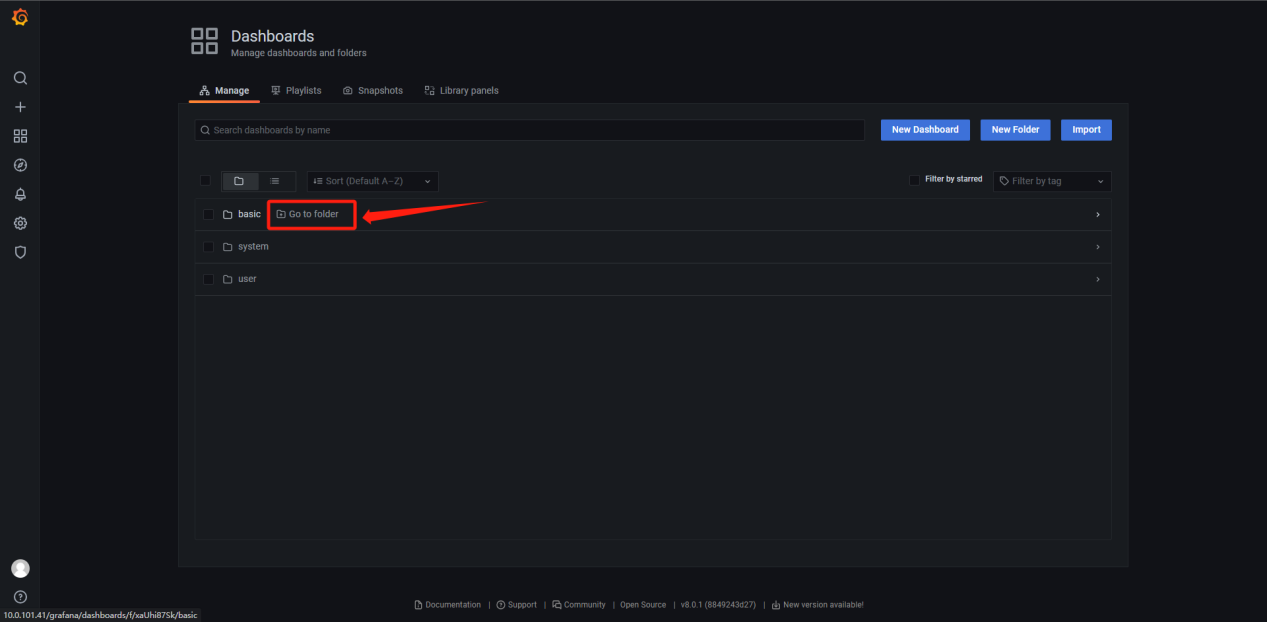 Dashboards
Manage dashboards and folders
Manage Playlists Snapshots Library panels
Search dashboards by name New Dashboard New Folder Import
Sort (Default A–Z) Filter by starred Filter by tag
basic Go to folder
system
user
Documentation | Support | Community | Open Source | v8.0.1 (8849243d27) | New version available!
10.0.101.41/grafana/dashboards/f/xaUhi87Sk/basic